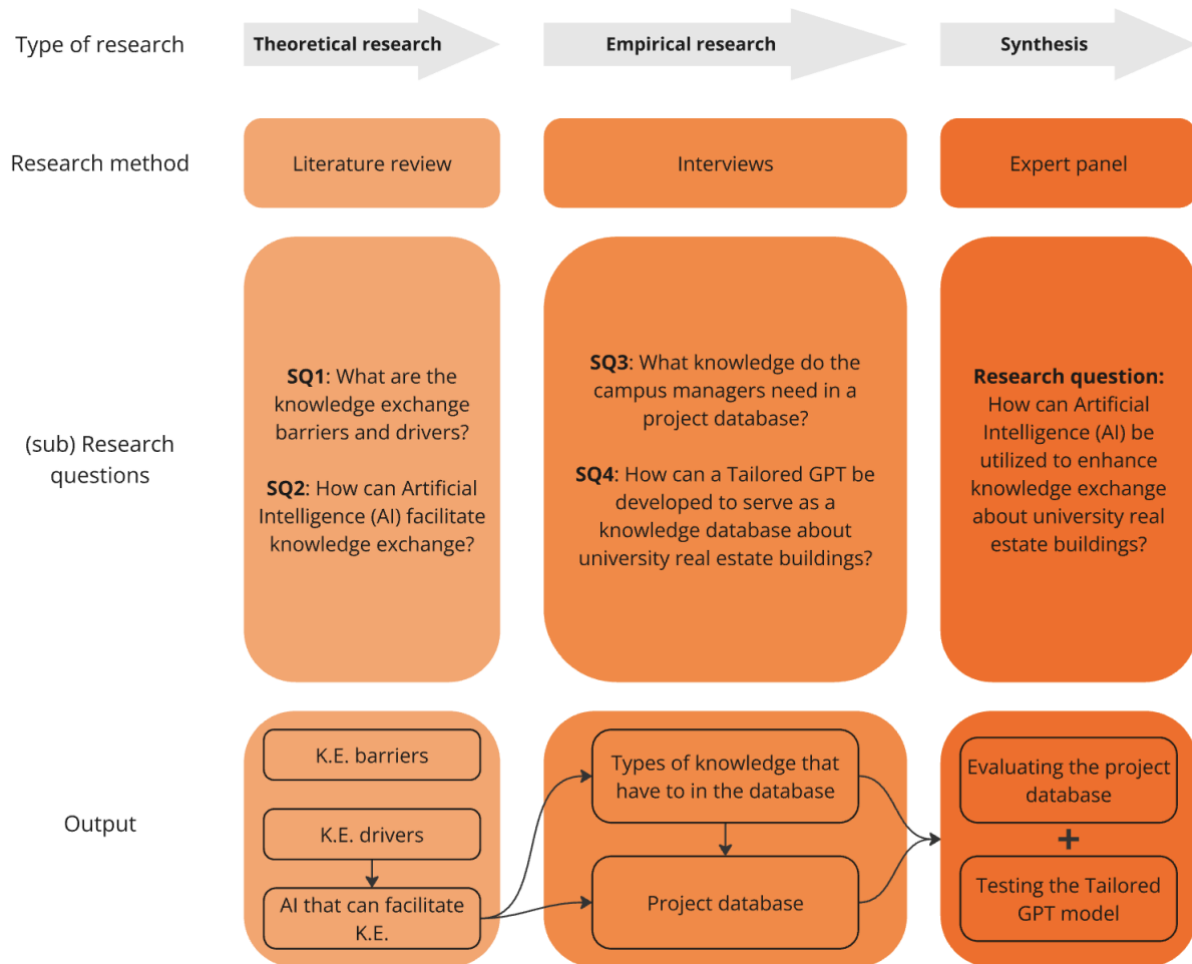 Type of research
Theoretical research
Empirical research
Synthesis
Research method
Literature review
Interviews
Expert panel
(sub) Research
questions
SQ1: What are the
knowledge exchange
barriers and drivers?
SQ2: How can Artificial
Intelligence (AI) facilitate
knowledge exchange?
SQ3: What knowledge do the
campus managers need in a
project database?
SQ4: How can a Tailored GPT be
developed to serve as a
knowledge database about
university real estate buildings?
Research question:
How can Artificial
Intelligence (AI) be
utilized to enhance
knowledge exchange
about university real
estate buildings?
Output
K.E. barriers
K.E. drivers
AI that can facilitate
K.E.
Types of knowledge that
have to in the database
Project database
Evaluating the project
database
+
Testing the Tailored
GPT model